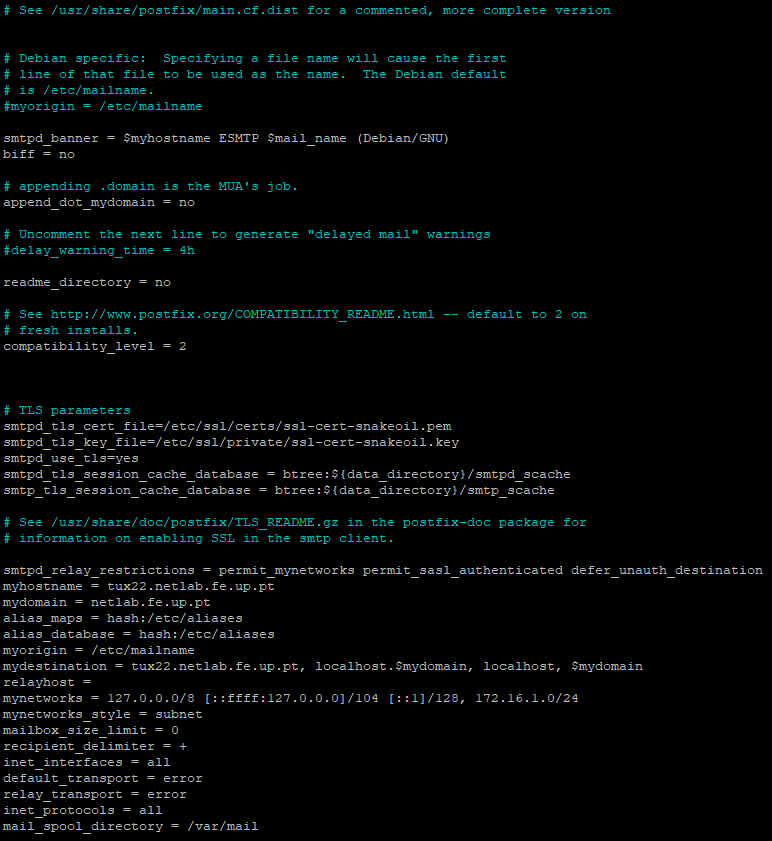 # See /usr/share/postfix/main.cf.dist for a commented, more complete version
# Debian specific:  Specifying a file name will cause the first
# line of that file to be used as the name.  The Debian default
# is /etc/mailname.
#myorigin = /etc/mailname
smtpd_banner = $myhostname ESMTP $mail_name (Debian/GNU)
biff = no
# appending .domain is the MUA's job.
append_dot_mydomain = no
# Uncomment the next line to generate "delayed mail" warnings
#delay_warning_time = 4h
readme_directory = no
# See http://www.postfix.org/COMPATIBILITY_README.html -- default to 2 on
# fresh installs.
compatibility_level = 2
# TLS parameters
smtpd_tls_cert_file=/etc/ssl/certs/ssl-cert-snakeoil.pem
smtpd_tls_key_file=/etc/ssl/private/ssl-cert-snakeoil.key
smtpd_use_tls=yes
smtpd_tls_session_cache_database = btree:${data_directory}/smtpd_scache
smtp_tls_session_cache_database = btree:${data_directory}/smtp_scache
# See /usr/share/doc/postfix/TLS_README.gz in the postfix-doc package for
# information on enabling SSL in the smtp client.
smtpd_relay_restrictions = permit_mynetworks permit_sasl_authenticated defer_unauth_destination
myhostname = tux22.netlab.fe.up.pt
mydomain = netlab.fe.up.pt
alias_maps = hash:/etc/aliases
alias_database = hash:/etc/aliases
myorigin = /etc/mailname
mydestination = tux22.netlab.fe.up.pt, localhost.$mydomain, localhost, $mydomain
relayhost =
mynetworks = 127.0.0.0/8 [::ffff:127.0.0.0]/104 [::1]/128, 172.16.1.0/24
mynetworks_style = subnet
mailbox_size_limit = 0
recipient_delimiter = +
inet_interfaces = all
default_transport = error
relay_transport = error
inet_protocols = all
mail_spool_directory = /var/mail